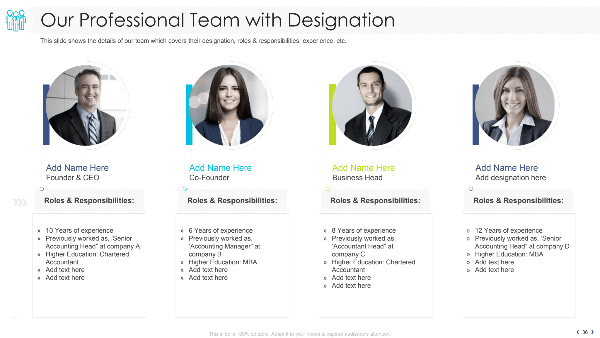 Our Professional Team with Designation
This slide shows the details of our team which covers their designation, roles & responsibilities, experience, etc.
Add Name Here
Founder & CEO
Roles & Responsibilities:
» 10 Years of experience
» Previously worked as, 'Senior
Accounting Head" at company A
» Higher Education: Chartered
Accountant
» Add text here
» Add text here
Add Name Here
Co-Founder
Roles & Responsibilities:
» 6 Years of experience
» Previously worked as,
'Accounting Manager" at
company B
» Higher Education: MBA
» Add text here
» Add text here
Add Name Here
Business Head
Roles & Responsibilities:
» 8 Years of experience
» Previously worked as,
'Accountant Head" at
company C
» Higher Education: Chartered
Accountant
» Add text here
» Add text here
Add Name Here
Add designation here
Roles & Responsibilities:
» 12 Years of experience
» Previously worked as, 'Senior
Accounting Head" at company D
» Higher Education: MBA
» Add text here
» Add text here
This slide is 100% editable. Adapt it to your needs & capture audience's attention.
36